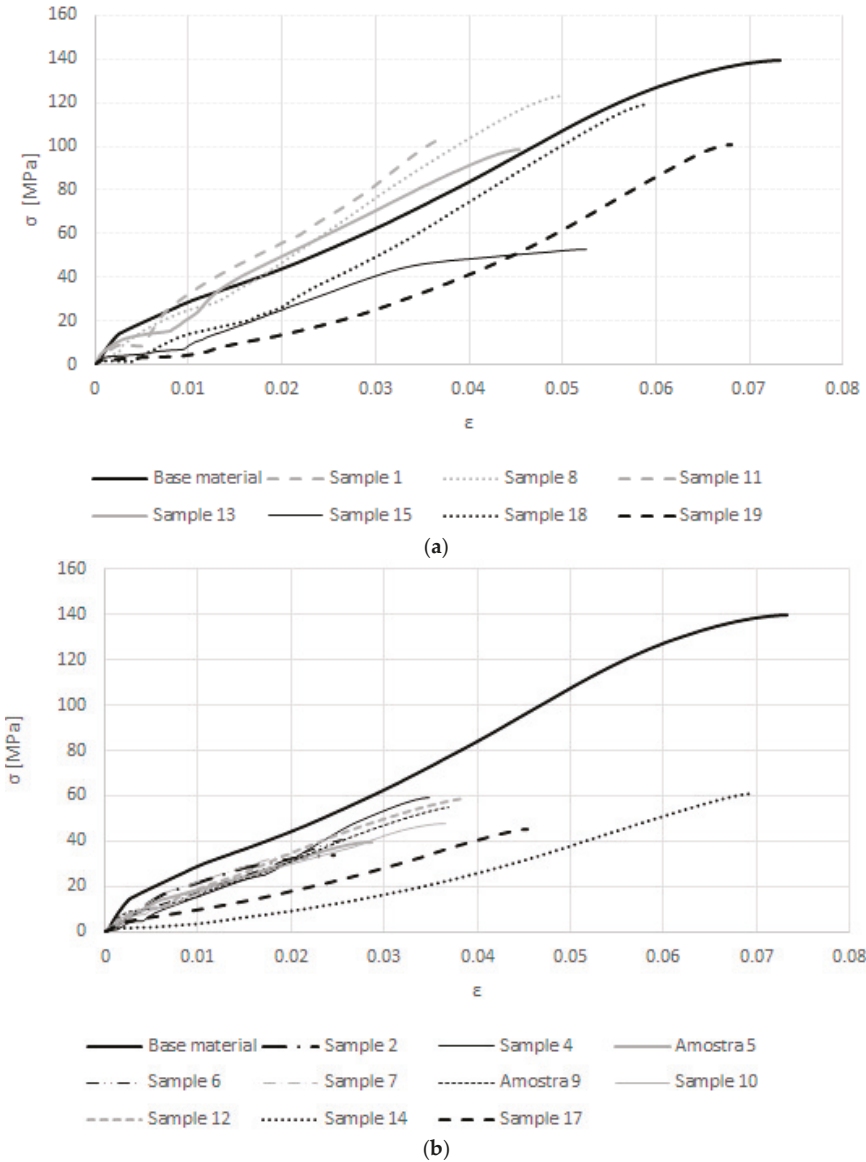 160
140
120
100
80
60
40
20
0
σ [MPa]
0 0.01 0.02 0.03 0.04 0.05 0.06 0.07 0.08
ε
Base material Sample 1 Sample 8 Sample 11
Sample 13 Sample 15 Sample 18 Sample 19
(a)
160
140
120
100
80
60
40
20
0
σ [MPa]
0 0.01 0.02 0.03 0.04 0.05 0.06 0.07 0.08
ε
Base material Sample 2 Sample 4 Amostra 5
Sample 6 Sample 7 Amostra 9 Sample 10
Sample 12 Sample 14 Sample 17
(b)